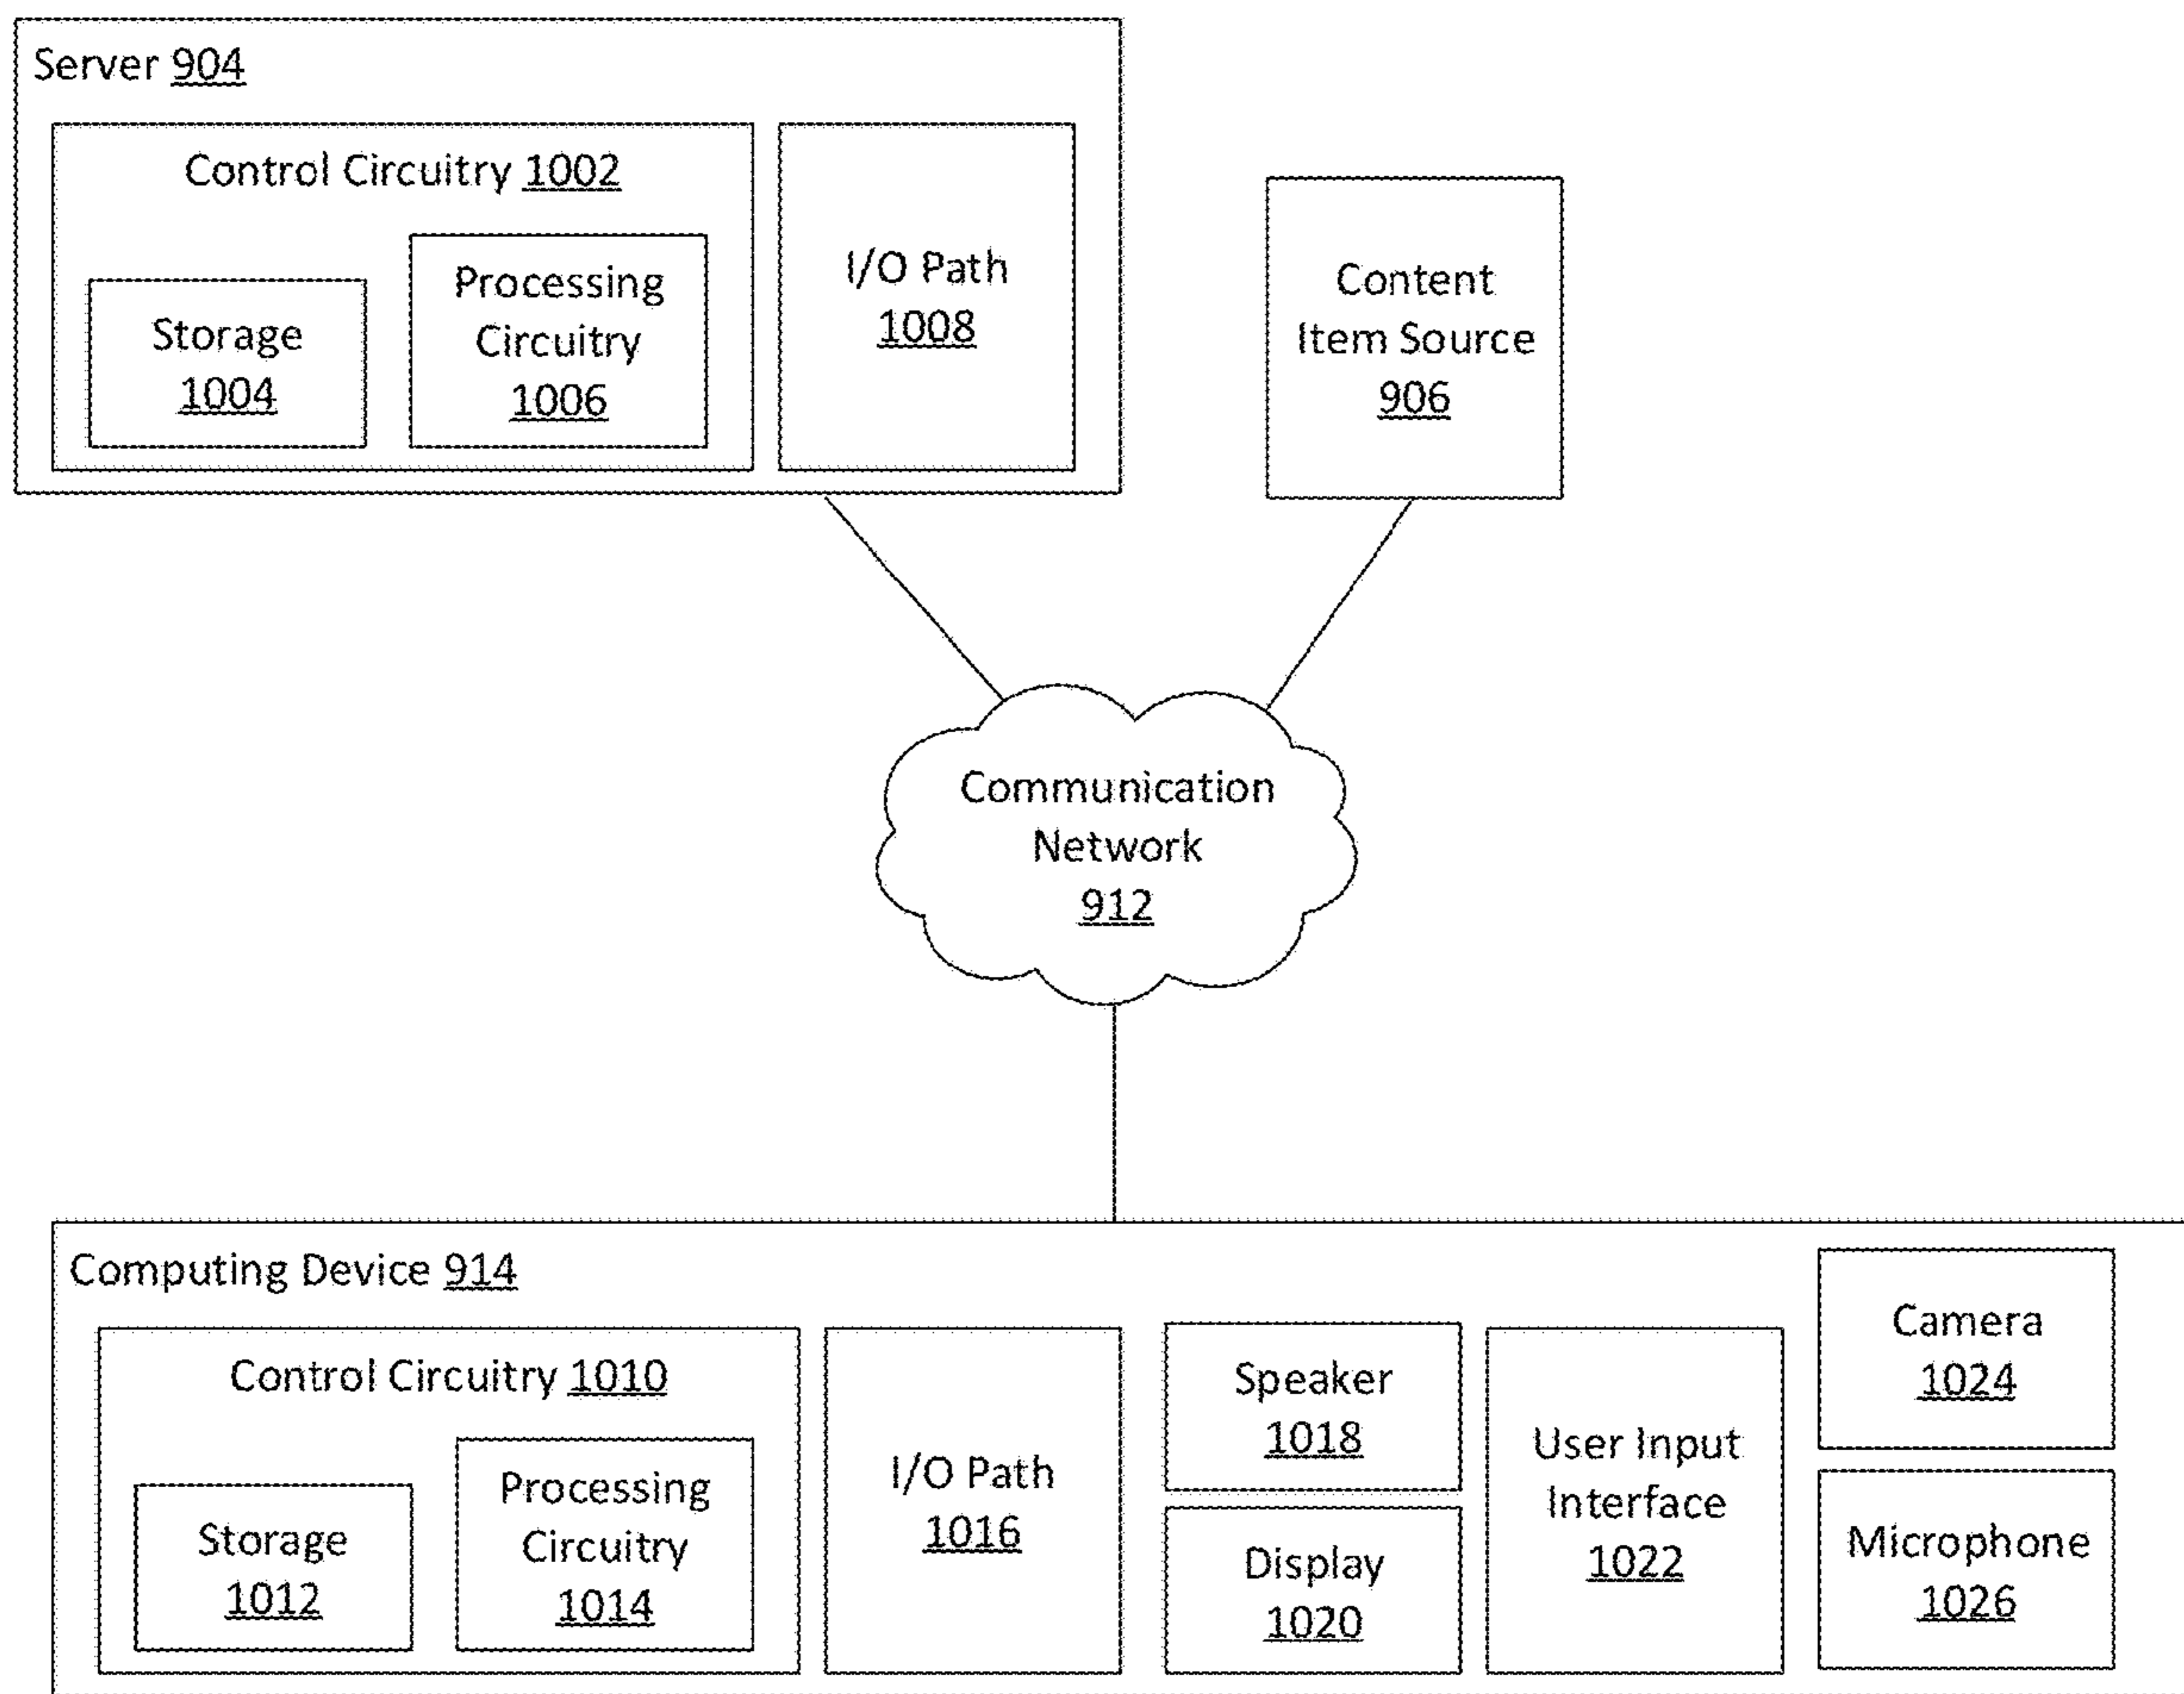 Server 904
Control Circuitry 1002
Storage
1004
Processing
Circuitry
1006
I/O Path
1008
Content
Item Source
906
Communication
Network
912
Computing Device 914
Control Circuitry 1010
Storage
1012
Processing
Circuitry
1014
I/O Path
1016
Speaker
1018
Display
1020
User Input
Interface
1022
Camera
1024
Microphone
1026